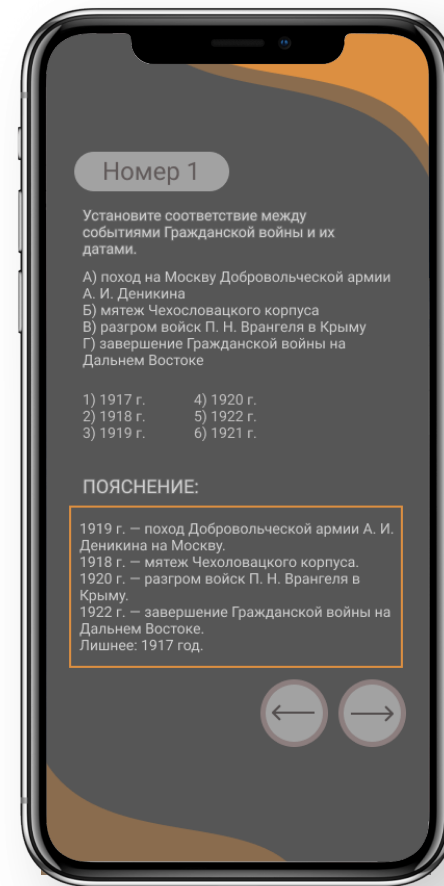 Номер 1
Установите соответствие между
событиями Гражданской войны и их
датами.
А) поход на Москву Добровольческой армии
А. И. Деникина
Б) мятеж Чехословацкого корпуса
В) разгром войск П. Н. Врангеля в Крыму
Г) завершение Гражданской войны на
Дальнем Востоке
1) 1917 г. 4) 1920 г.
2) 1918 г. 5) 1922 г.
3) 1919 г. 6) 1921 г.
ПОЯСНЕНИЕ:
1919 г. — поход Добровольческой армии А. И.
Деникина на Москву.
1918 г. — мятеж Чехоловацкого корпуса.
1920 г. — разгром войск П. Н. Врангеля в
Крыму.
1922 г. — завершение Гражданской войны на
Дальнем Востоке.
Лишнее: 1917 год.